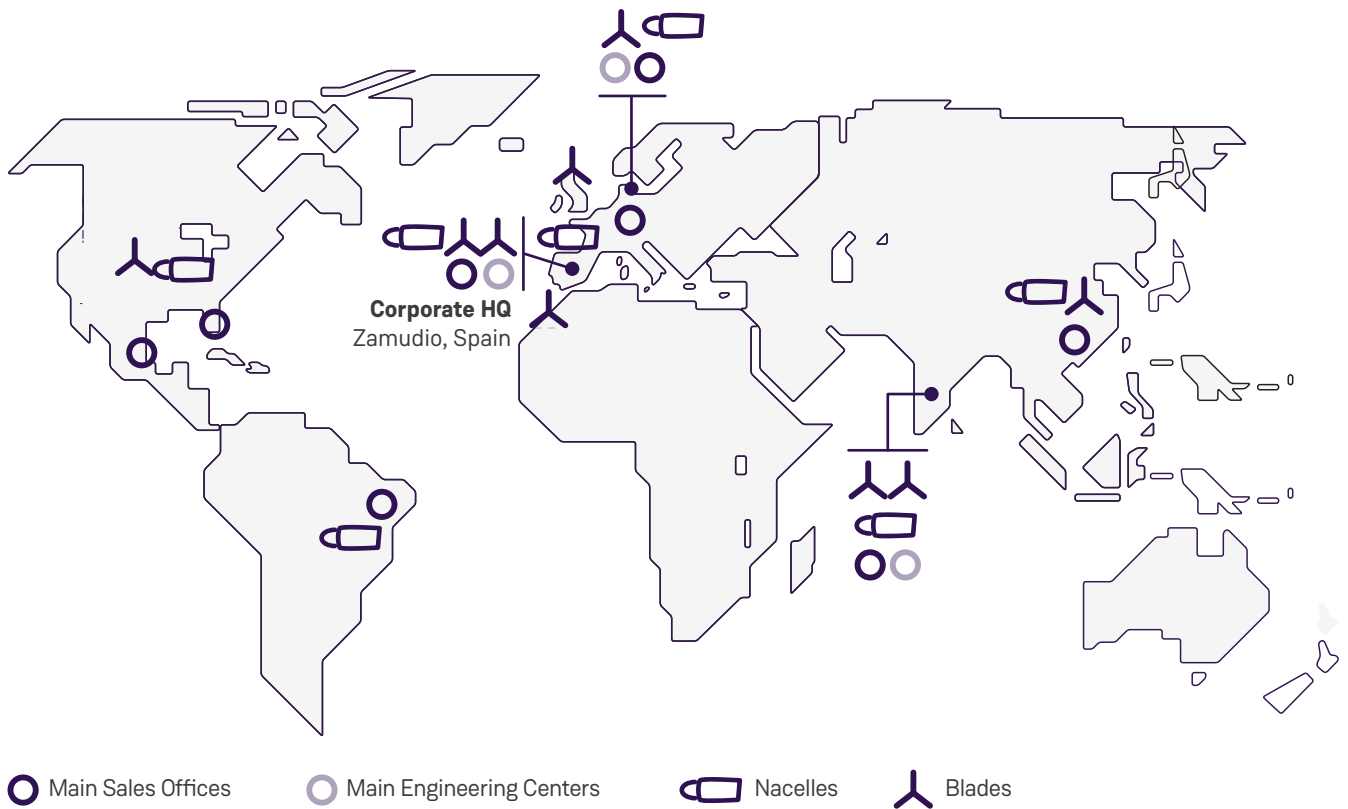 Corporate HQ
Zamudio, Spain
Main Sales Offices
Main Engineering Centers
Nacelles
Blades